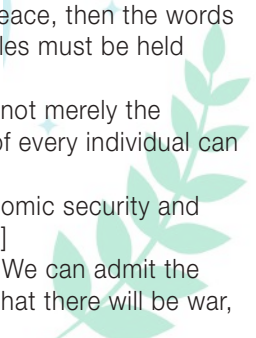 eace, then the words
les must be held
not merely the
of every individual can
omic security and
]
We can admit the
hat there will be war,